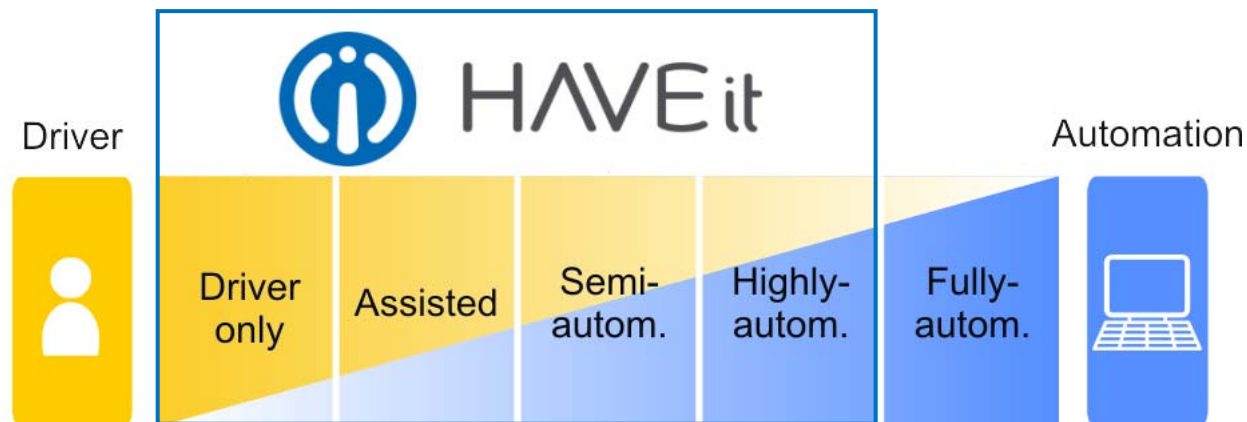 HAVEit
Driver
Automation
Driver
only
Assisted
Semi-
autom.
Highly-
autom.
Fully-
autom.